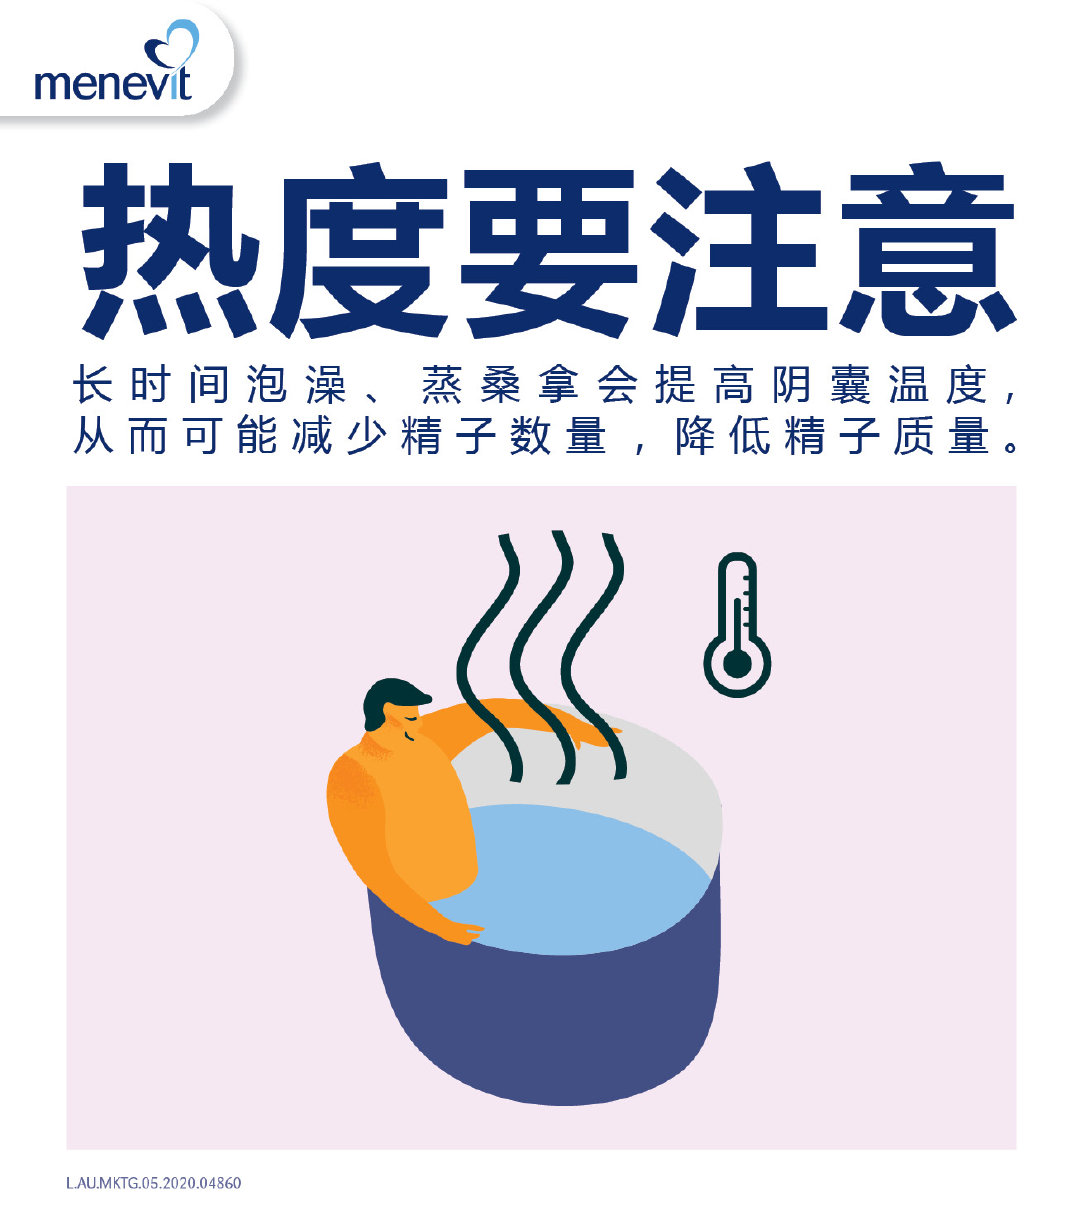 menevit
热度要注意
长时间泡澡、蒸桑拿会提高阴囊温度，
从而可能减少精子数量，降低精子质量。
L.AU.MKTG.05.2020.04860